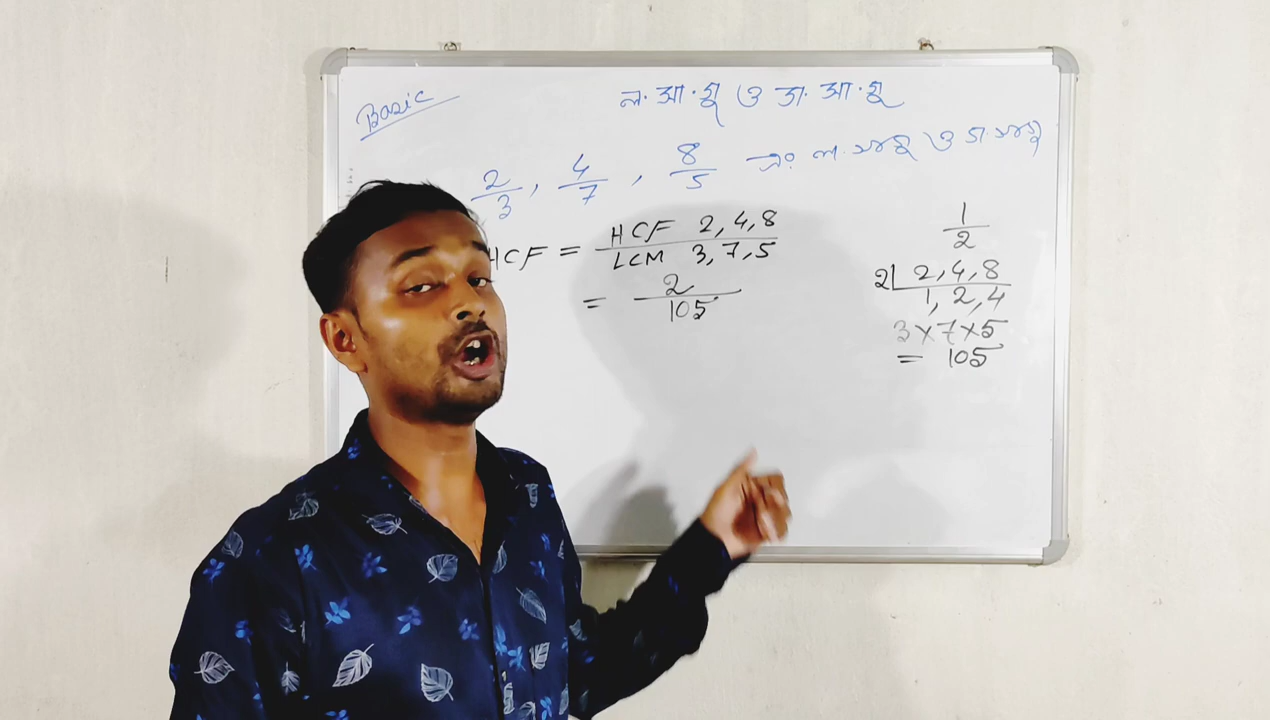 Basic
ল.সা.গু ও গ.সা.গু
2/3, 4/7, 8/5 এর ল.সাগু ও গ.সাগু
HCF = HCF 2,4,8 / LCM 3,7,5
= 2/105
1/2
2 | 2,4,8
1,2,4
3×7×5
= 105